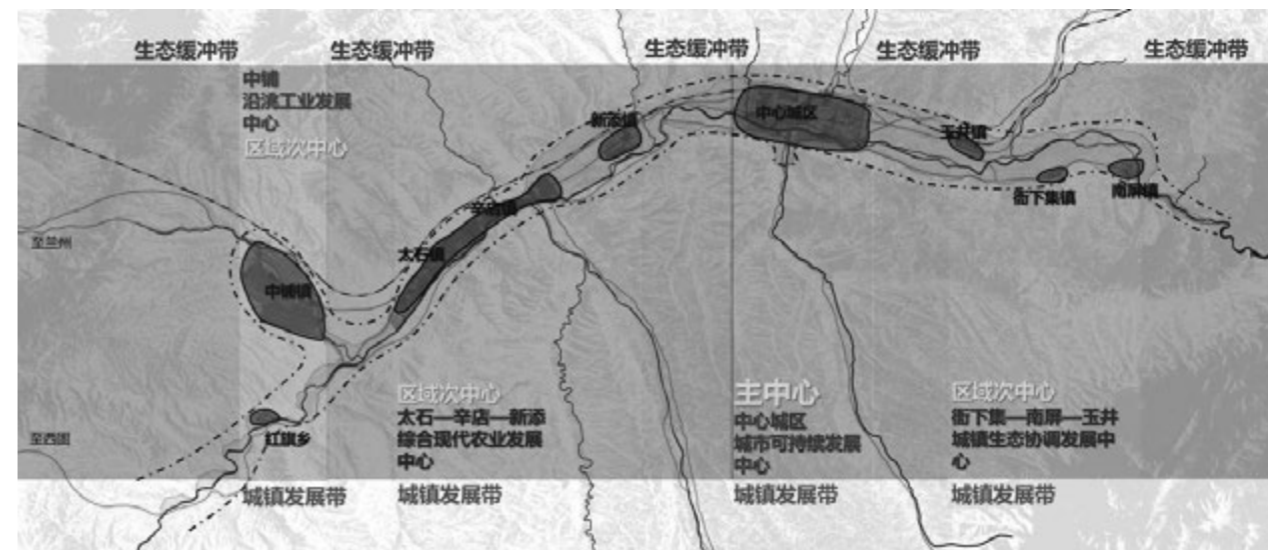 生态缓冲带
生态缓冲带
生态缓冲带
生态缓冲带
生态缓冲带
中铺
沿洮工业发展
中心
区域次中心
新添镇
中心城区
玉井镇
衙下集镇
南屏镇
辛店镇
太石镇
至兰州
中铺镇
至西固
红旗乡
区域次中心
太石—辛店—新添
综合现代农业发展
中心
主中心
中心城区
城市可持续发展
中心
区域次中心
衙下集—南屏—玉井
城镇生态协调发展中
心
城镇发展带
城镇发展带
城镇发展带
城镇发展带